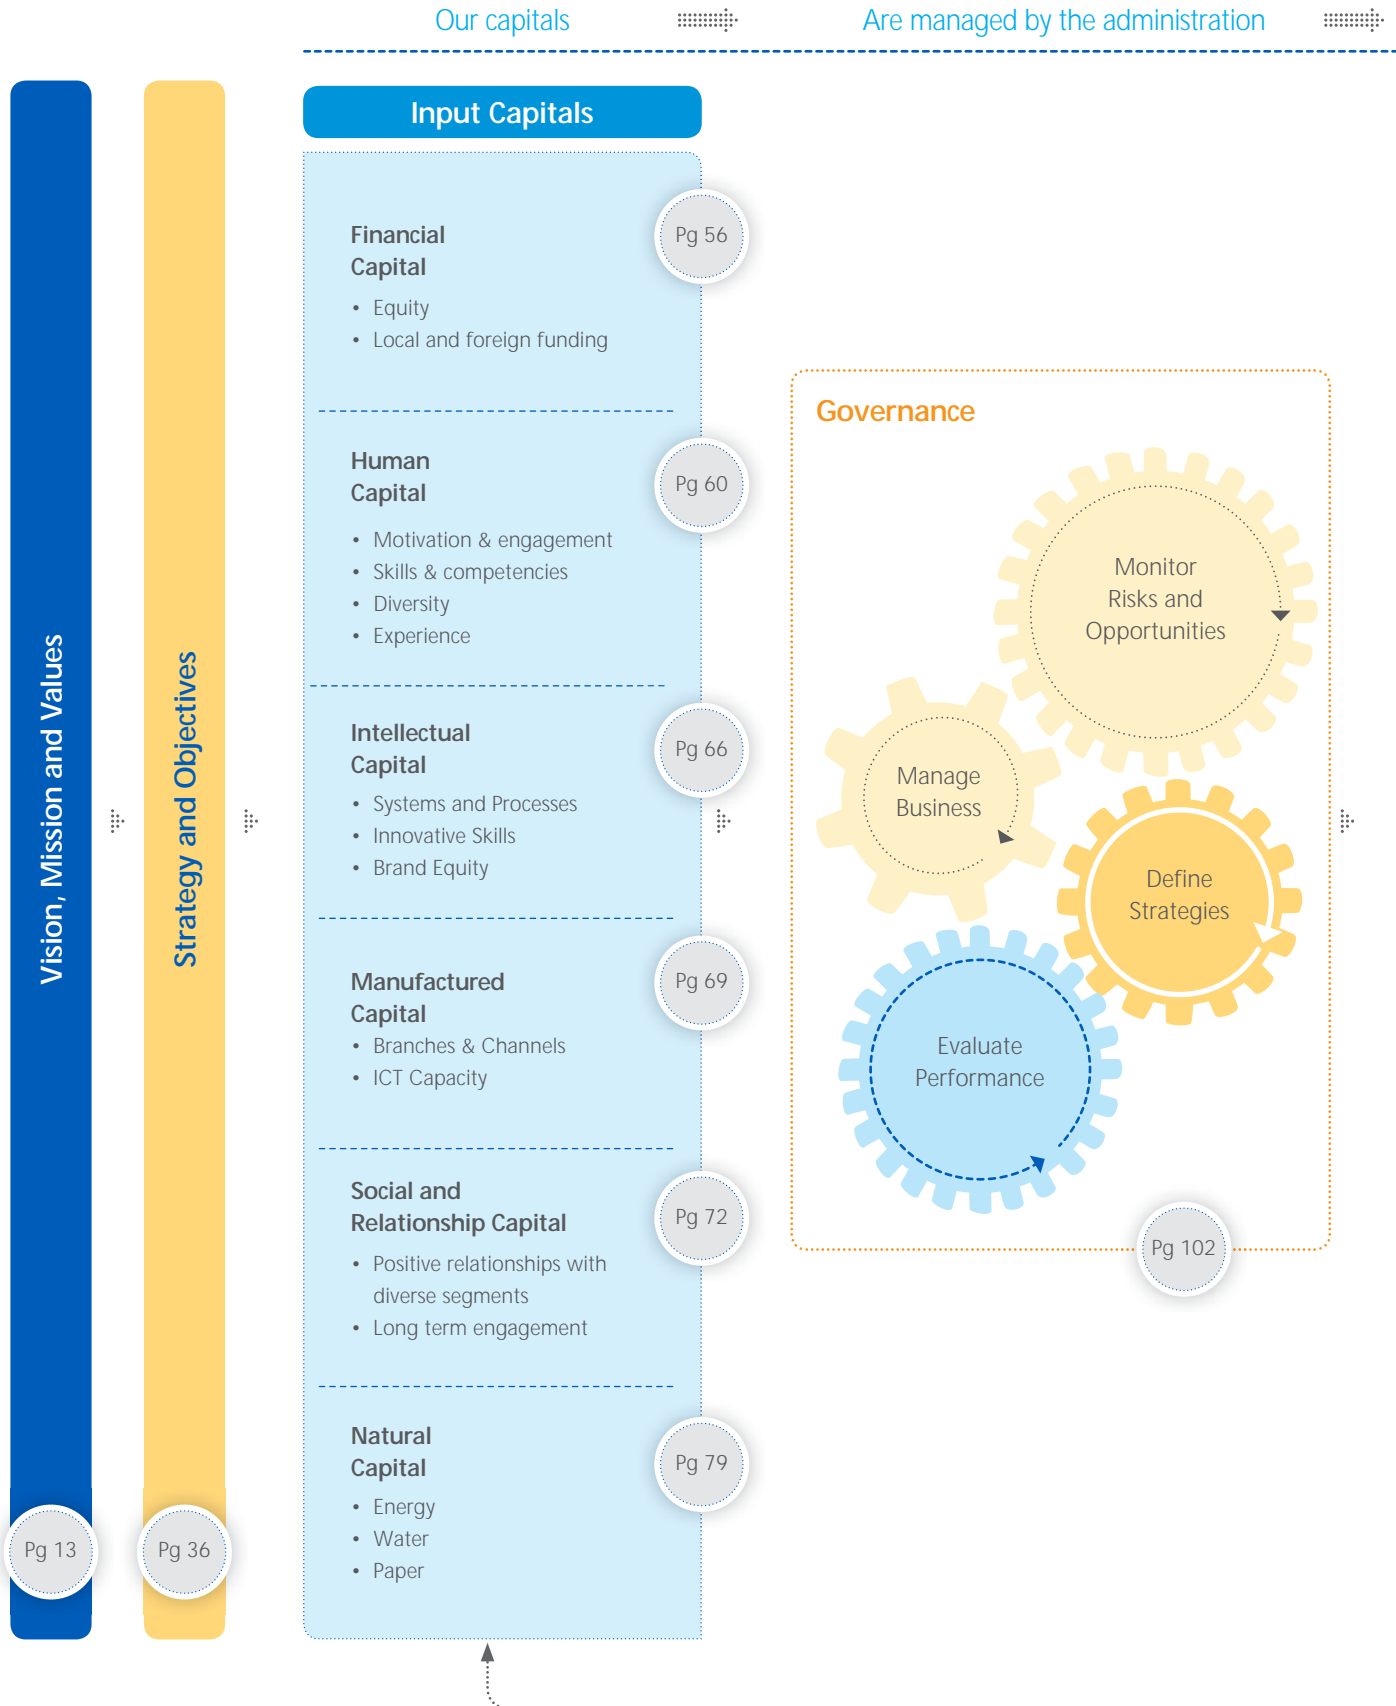 Our capitals
Are managed by the administration
Vision, Mission and Values
Pg 13
Strategy and Objectives
Pg 36
Input Capitals
Financial
Capital
Pg 56
• Equity
• Local and foreign funding
Human
Capital
Pg 60
• Motivation & engagement
• Skills & competencies
• Diversity
• Experience
Intellectual
Capital
Pg 66
• Systems and Processes
• Innovative Skills
• Brand Equity
Manufactured
Capital
Pg 69
• Branches & Channels
• ICT Capacity
Social and
Relationship Capital
Pg 72
• Positive relationships with
diverse segments
• Long term engagement
Natural
Capital
Pg 79
• Energy
• Water
• Paper
Governance
Monitor
Risks and
Opportunities
Manage
Business
Define
Strategies
Evaluate
Performance
Pg 102